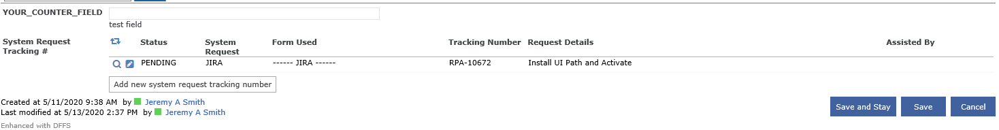 YOUR_COUNTER_FIELD
test field
System Request Tracking #
Status System Request Form Used Tracking Number Request Details Assisted By
PENDING JIRA ------ JIRA ------ RPA-10672 Install UI Path and Activate
Add new system request tracking number
Created at 5/11/2020 9:38 AM by Jeremy A Smith
Last modified at 5/13/2020 2:37 PM by Jeremy A Smith
Save and Stay Save Cancel
Enhanced with DFFS